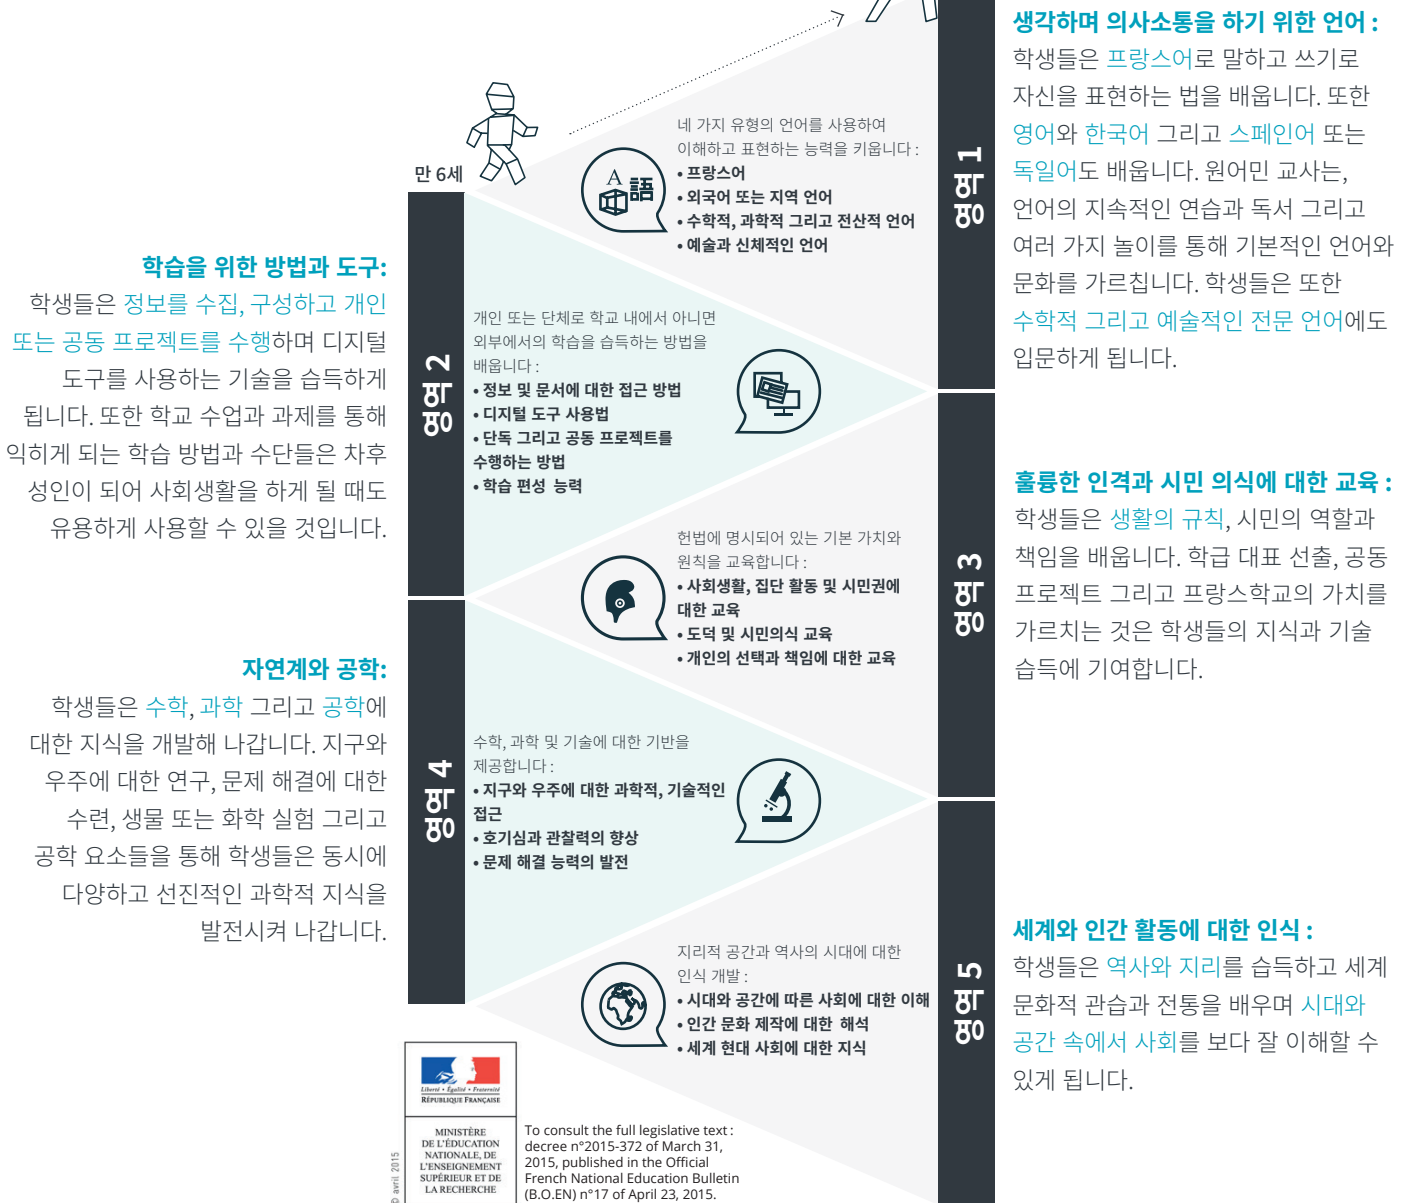 생각하며 의사소통을 하기 위한 언어 :
학생들은 프랑스어로 말하고 쓰기로
자신을 표현하는 법을 배웁니다. 또한
영어와 한국어 그리고 스페인어 또는
독일어도 배웁니다. 원어민 교사는,
언어의 지속적인 연습과 독서 그리고
여러 가지 놀이를 통해 기본적인 언어와
문화를 가르칩니다. 학생들은 또한
수학적 그리고 예술적인 전문 언어에도
입문하게 됩니다.
만 6세
네 가지 유형의 언어를 사용하여
이해하고 표현하는 능력을 키웁니다 :
• 프랑스어
• 외국어 또는 지역 언어
• 수학적, 과학적 그리고 전산적 언어
• 예술과 신체적인 언어
A 語
영역 1
학습을 위한 방법과 도구:
학생들은 정보를 수집, 구성하고 개인
또는 공동 프로젝트를 수행하며 디지털
도구를 사용하는 기술을 습득하게
됩니다. 또한 학교 수업과 과제를 통해
익히게 되는 학습 방법과 수단들은 차후
성인이 되어 사회생활을 하게 될 때도
유용하게 사용할 수 있을 것입니다.
영역 2
개인 또는 단체로 학교 내에서 아니면
외부에서의 학습을 습득하는 방법을
배웁니다 :
• 정보 및 문서에 대한 접근 방법
• 디지털 도구 사용법
• 단독 그리고 공동 프로젝트를
수행하는 방법
• 학습 편성 능력
훌륭한 인격과 시민 의식에 대한 교육 :
학생들은 생활의 규칙, 시민의 역할과
책임을 배웁니다. 학급 대표 선출, 공동
프로젝트 그리고 프랑스학교의 가치를
가르치는 것은 학생들의 지식과 기술
습득에 기여합니다.
헌법에 명시되어 있는 기본 가치와
원칙을 교육합니다 :
• 사회생활, 집단 활동 및 시민권에
대한 교육
• 도덕 및 시민의식 교육
• 개인의 선택과 책임에 대한 교육
영역 3
자연계와 공학:
학생들은 수학, 과학 그리고 공학에
대한 지식을 개발해 나갑니다. 지구와
우주에 대한 연구, 문제 해결에 대한
수련, 생물 또는 화학 실험 그리고
공학 요소들을 통해 학생들은 동시에
다양하고 선진적인 과학적 지식을
발전시켜 나갑니다.
영역 4
수학, 과학 및 기술에 대한 기반을
제공합니다 :
• 지구와 우주에 대한 과학적, 기술적인
접근
• 호기심과 관찰력의 향상
• 문제 해결 능력의 발전
세계와 인간 활동에 대한 인식 :
학생들은 역사와 지리를 습득하고 세계
문화적 관습과 전통을 배우며 시대와
공간 속에서 사회를 보다 잘 이해할 수
있게 됩니다.
지리적 공간과 역사의 시대에 대한
인식 개발 :
• 시대와 공간에 따른 사회에 대한 이해
• 인간 문화 제작에 대한 해석
• 세계 현대 사회에 대한 지식
영역 5
Liberté • Égalité • Fraternité
RÉPUBLIQUE FRANÇAISE
MINISTÈRE
DE L'ÉDUCATION
NATIONALE, DE
L'ENSEIGNEMENT
SUPÉRIEUR ET DE
LA RECHERCHE
© avril 2015
To consult the full legislative text :
decree n°2015-372 of March 31,
2015, published in the Official
French National Education Bulletin
(B.O.EN) n°17 of April 23, 2015.